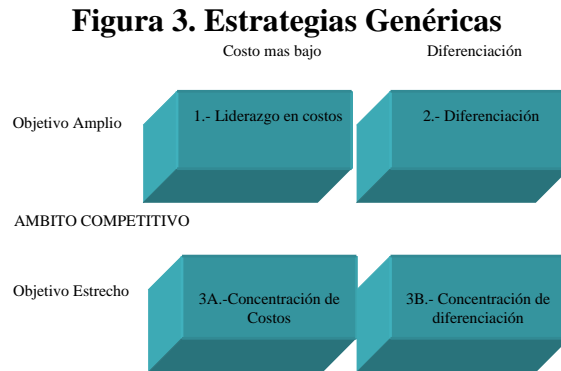 Figura 3. Estrategias Genéricas
Costo mas bajo
Diferenciación
Objetivo Amplio
1.- Liderazgo en costos
2.- Diferenciación
AMBITO COMPETITIVO
Objetivo Estrecho
3A.-Concentración de
Costos
3B.- Concentración de
diferenciación